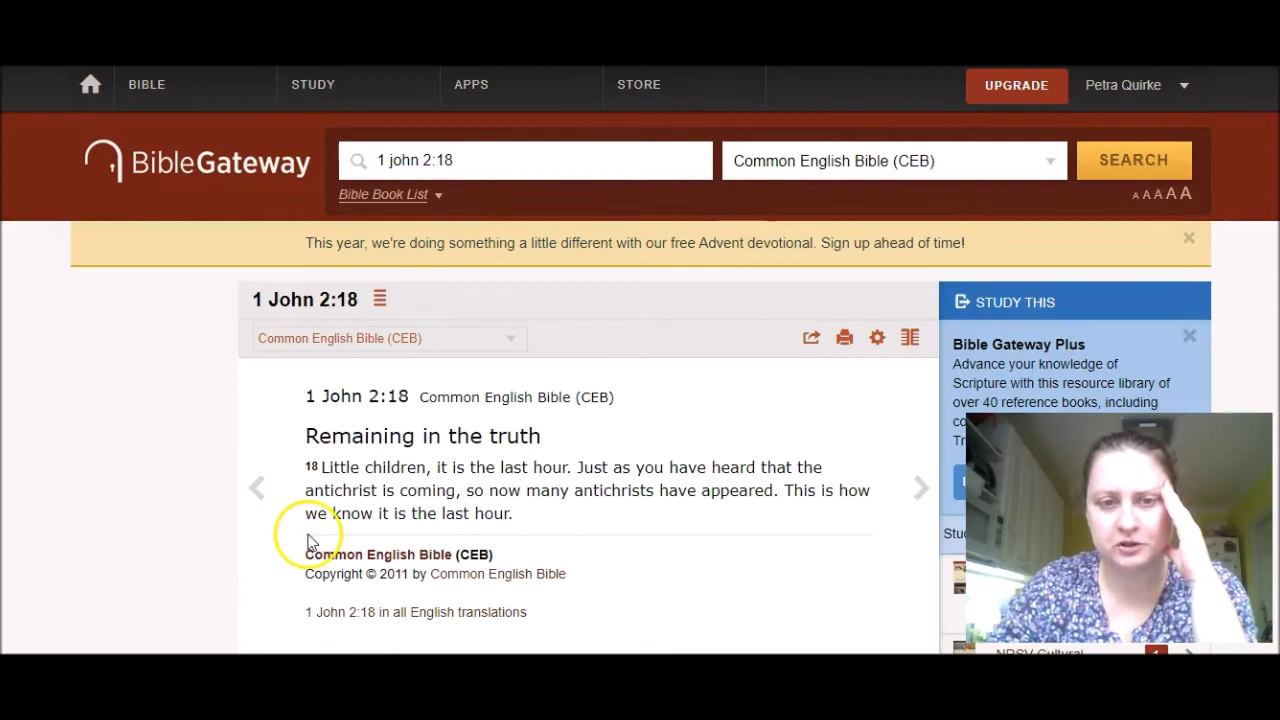 BIBLE STUDY APPS STORE UPGRADE Petra Quirke
BibleGateway 1 john 2:18 Common English Bible (CEB) SEARCH
Bible Book List A A A A A
This year, we're doing something a little different with our free Advent devotional. Sign up ahead of time!
1 John 2:18
Common English Bible (CEB)
1 John 2:18 Common English Bible (CEB)
Remaining in the truth
18 Little children, it is the last hour. Just as you have heard that the
antichrist is coming, so now many antichrists have appeared. This is how
we know it is the last hour.
Common English Bible (CEB)
Copyright © 2011 by Common English Bible
1 John 2:18 in all English translations
STUDY THIS
Bible Gateway Plus
Advance your knowledge of
Scripture with this resource library of
over 40 reference books, including
NRSV Cultural